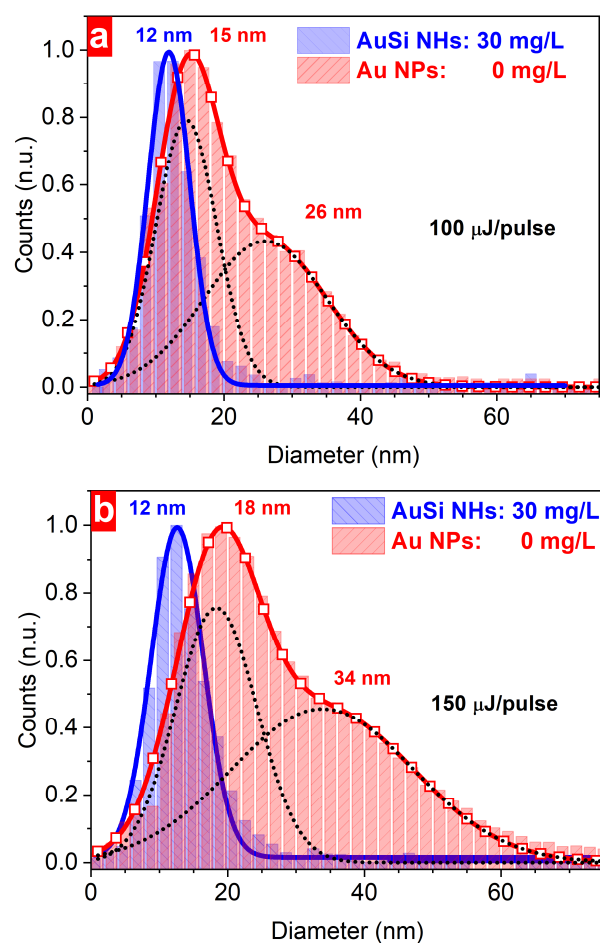 a
12 nm 15 nm
AuSi NHs: 30 mg/L
Au NPs: 0 mg/L
26 nm
100 μJ/pulse
Counts (n.u.)
1.0
0.8
0.6
0.4
0.2
0.0
0 20 40 60
Diameter (nm)
b
12 nm 18 nm
AuSi NHs: 30 mg/L
Au NPs: 0 mg/L
34 nm
150 μJ/pulse
Counts (n.u.)
1.0
0.8
0.6
0.4
0.2
0.0
0 20 40 60
Diameter (nm)